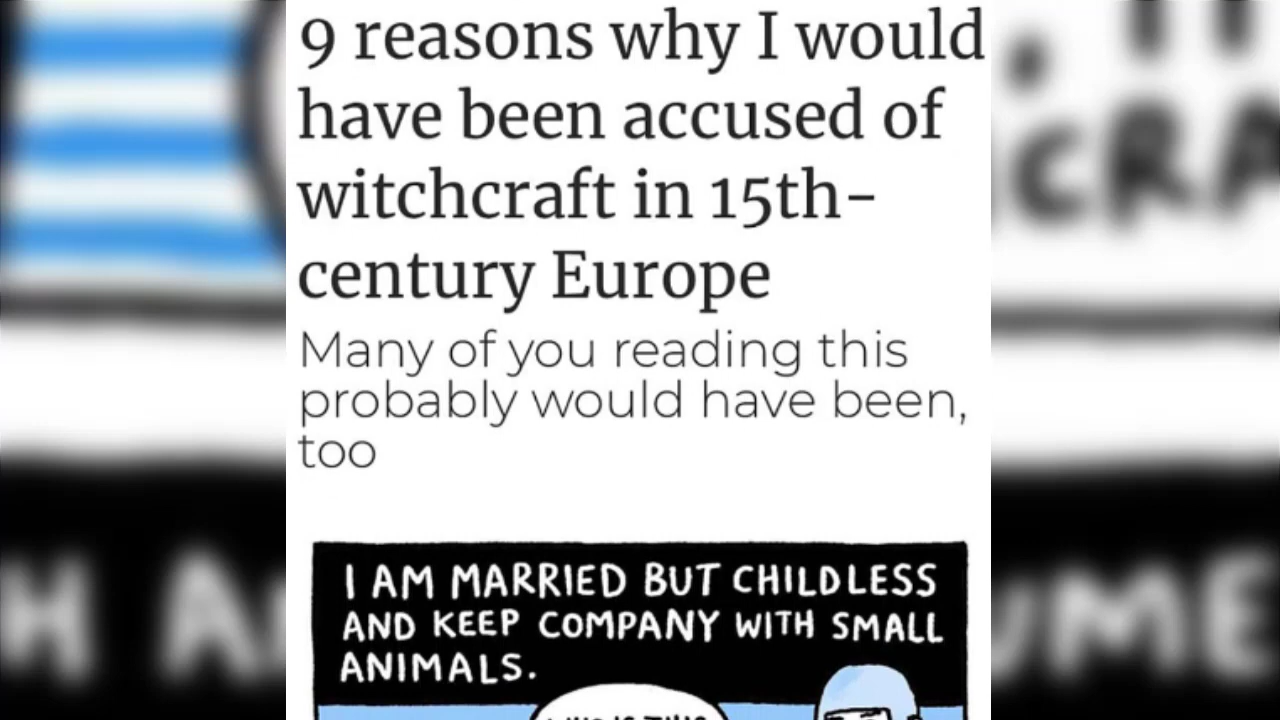 9 reasons why I would
have been accused of
witchcraft in 15th-
century Europe
Many of you reading this
probably would have been,
too
I AM MARRIED BUT CHILDLESS
AND KEEP COMPANY WITH SMALL
ANIMALS.